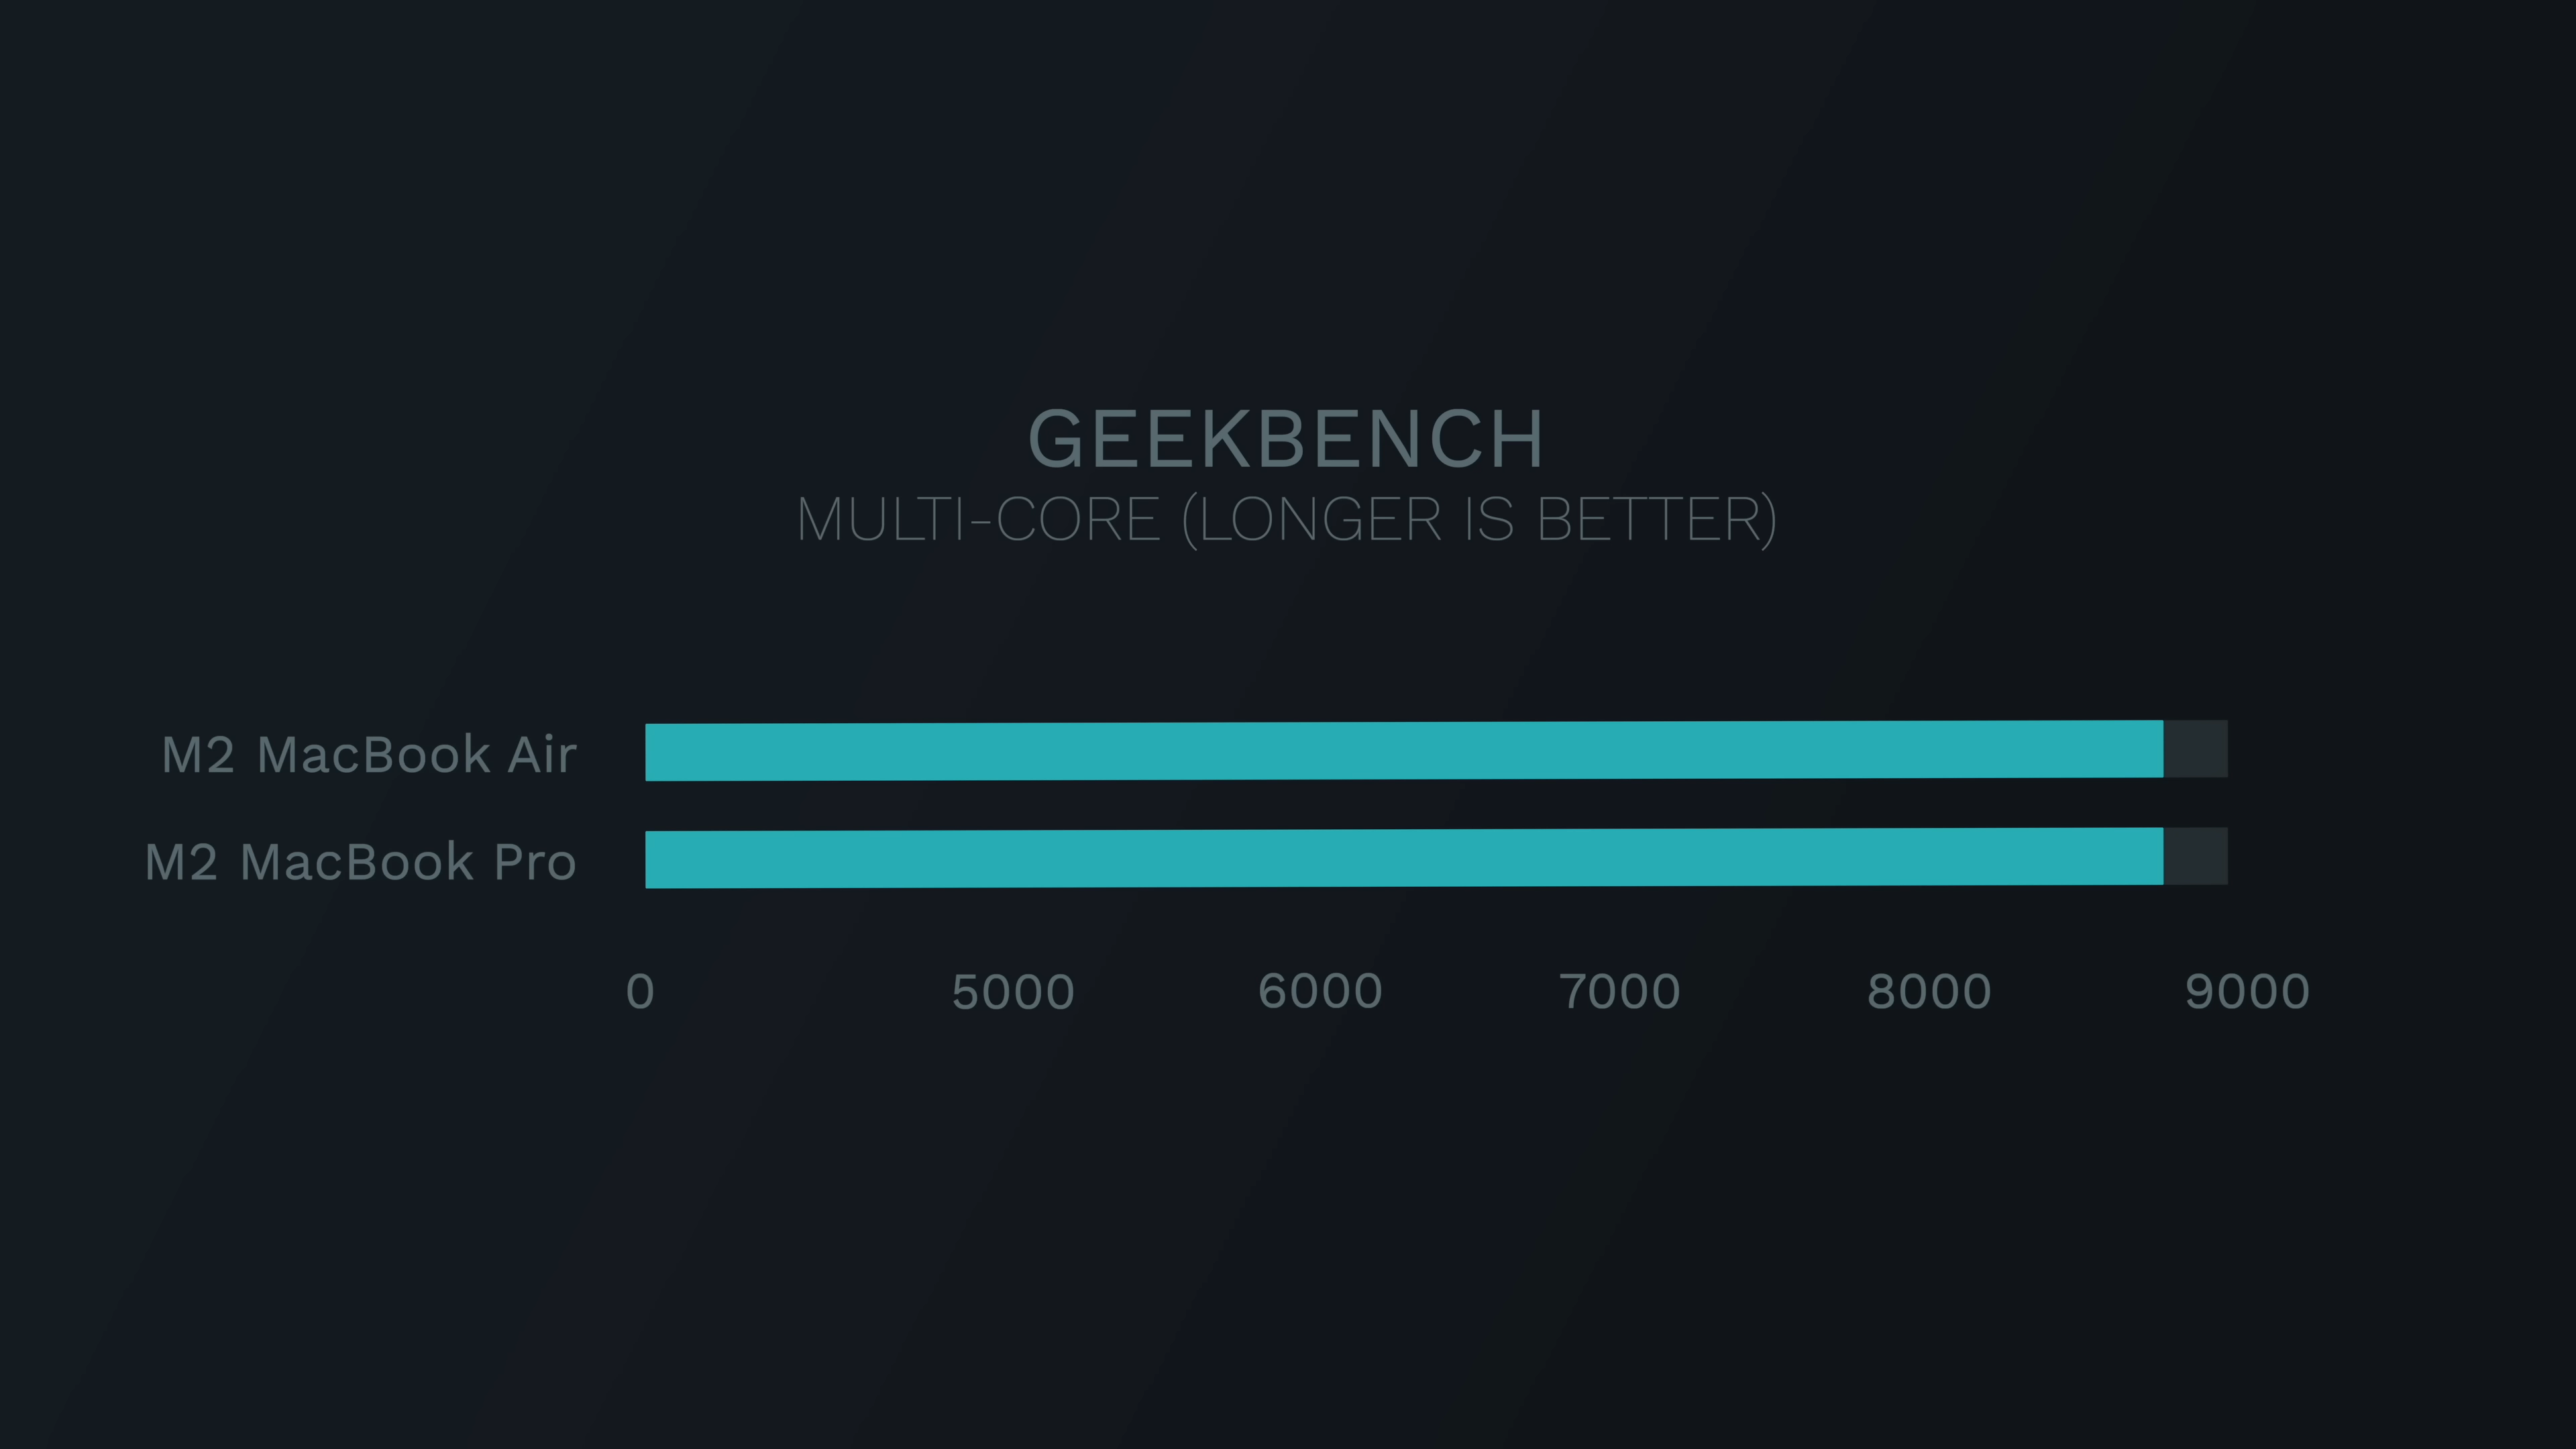 GEEKBENCH
MULTI-CORE (LONGER IS BETTER)
M2 MacBook Air
M2 MacBook Pro
0 5000 6000 7000 8000 9000